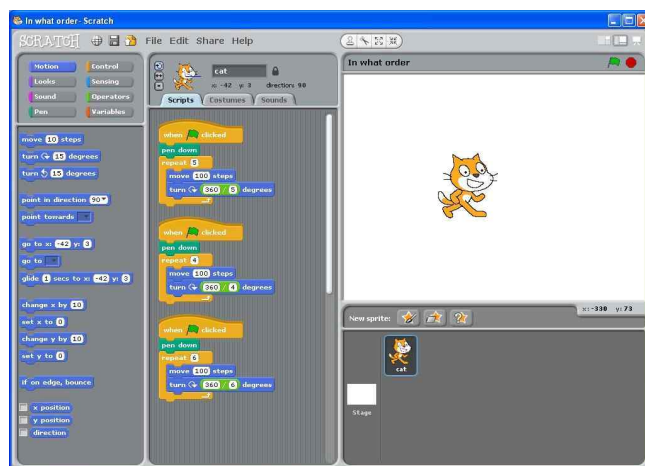 In what order- Scratch
SCRATCH File Edit Share Help
Motion Control
Looks Sensing
Sound Operators
Pen Variables
move 10 steps
turn 15 degrees
turn 15 degrees
point in direction 90
point towards
go to x: -42 y: 3
go to
glide 1 secs to x: -42 y: 3
change x by 10
set x to 0
change y by 10
set y to 0
if on edge, bounce
x position
y position
direction
cat
x: -42 y: 3 direction: 90
Scripts Costumes Sounds
when clicked
pen down
repeat 5
move 100 steps
turn 360 / 5 degrees
when clicked
pen down
repeat 4
move 100 steps
turn 360 / 4 degrees
when clicked
pen down
repeat 6
move 100 steps
turn 360 / 6 degrees
In what order
x: -330 y: 73
New sprite:
cat
Stage